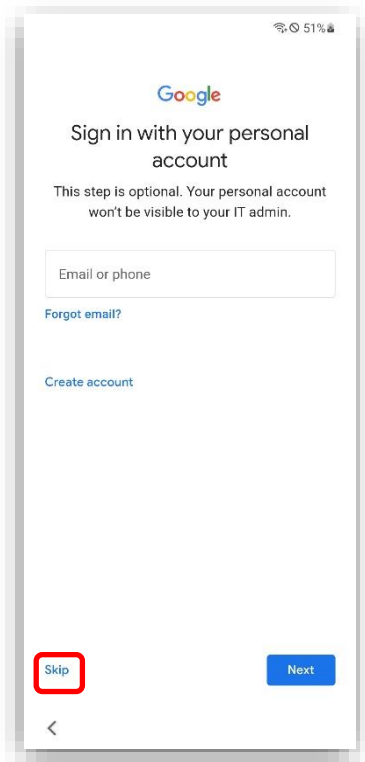 51%
Google
Sign in with your personal
account
This step is optional. Your personal account
won't be visible to your IT admin.
Email or phone
Forgot email?
Create account
Skip
Next